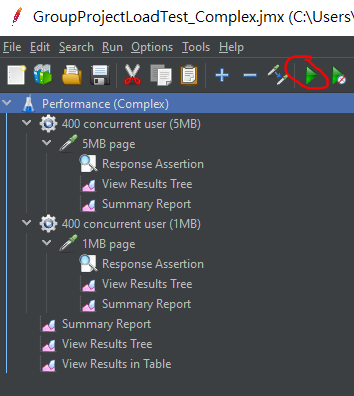 GroupProjectLoadTest_Complex.jmx (C:\Users\
File Edit Search Run Options Tools Help
Performance (Complex)
400 concurrent user (5MB)
5MB page
Response Assertion
View Results Tree
Summary Report
400 concurrent user (1MB)
1MB page
Response Assertion
View Results Tree
Summary Report
Summary Report
View Results Tree
View Results in Table